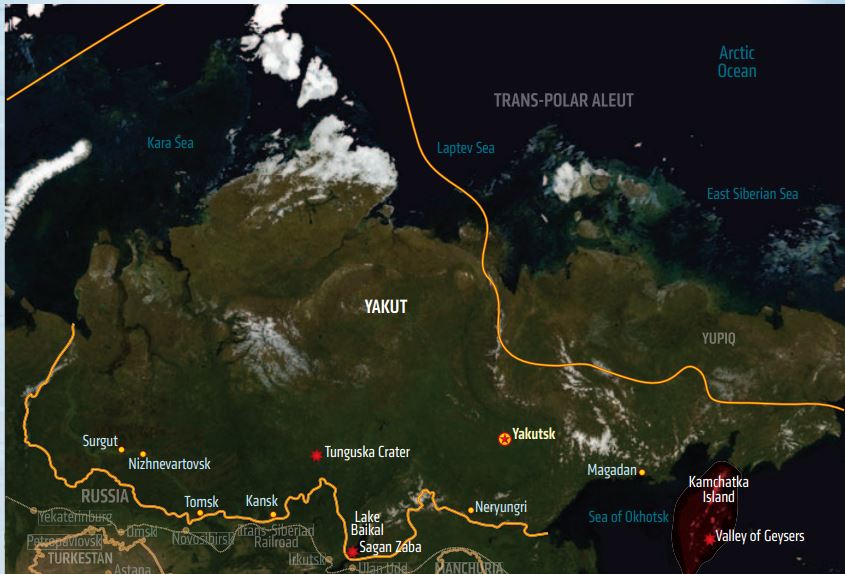 Arctic
Ocean
TRANS-POLAR ALEUT
Kara Sea
Laptev Sea
East Siberian Sea
YAKUT
YUPIQ
Yakutsk
Surgut
Nizhnevartovsk
Tunguska Crater
Magadan
Kamchatka
Island
RUSSIA
Tomsk
Kansk
Neryungri
Lake
Baikal
Sea of Okhotsk
Yekaterinburg
Omsk
Novosibirsk
Trans-Siberian
Railroad
Valley of Geysers
Petropavlovsk
Sagan Zaba
TURKESTAN
Irkutsk
Astana
Ulan Udd
MANCHURIA